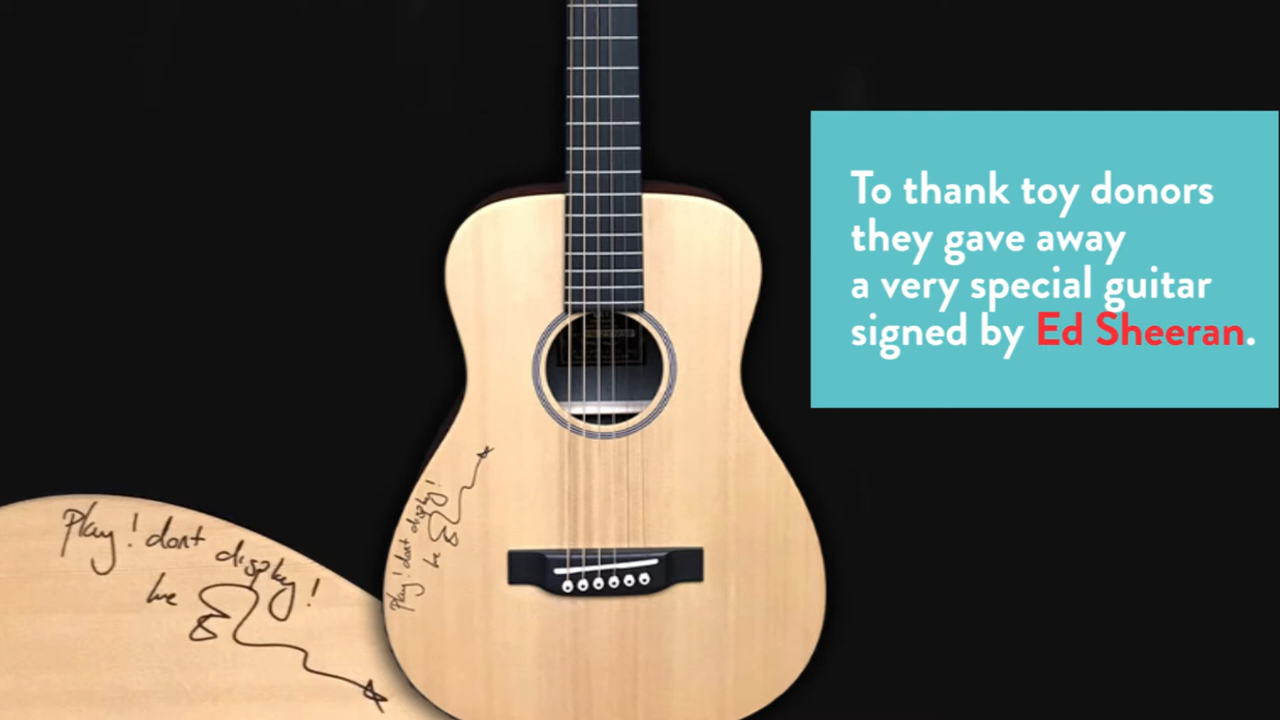 To thank toy donors
they gave away
a very special guitar
signed by Ed Sheeran.
Play! dont display!
Play! dont display!